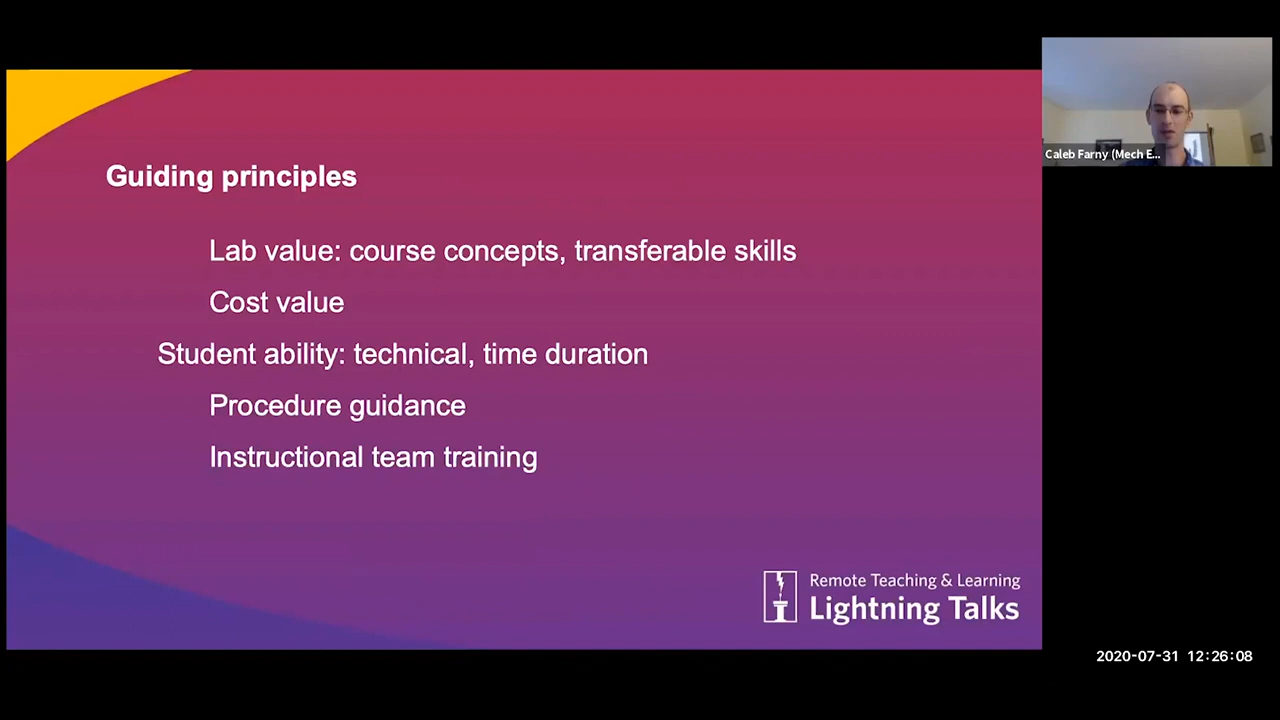 Guiding principles
Lab value: course concepts, transferable skills
Cost value
Student ability: technical, time duration
Procedure guidance
Instructional team training
Remote Teaching & Learning
Lightning Talks
Caleb Farny (Mech E...
2020-07-31 12:26:08